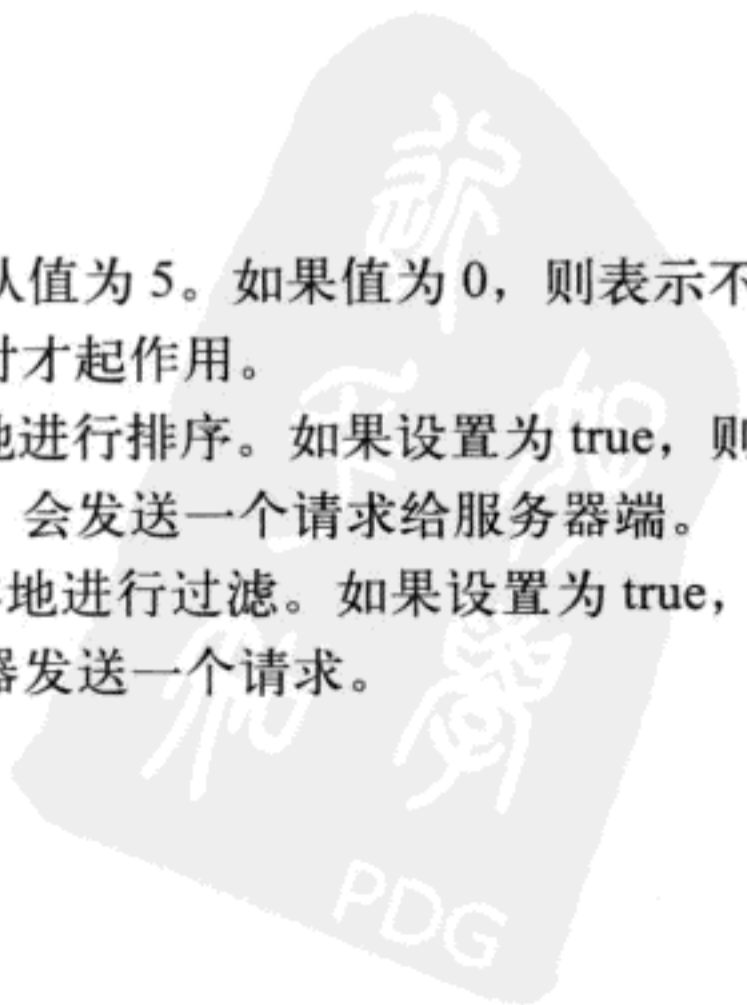 认值为 5。如果值为 0，则表示不
时才起作用。
地进行排序。如果设置为 true，则
会发送一个请求给服务器端。
地进行过滤。如果设置为 true，
器发送一个请求。
PDG